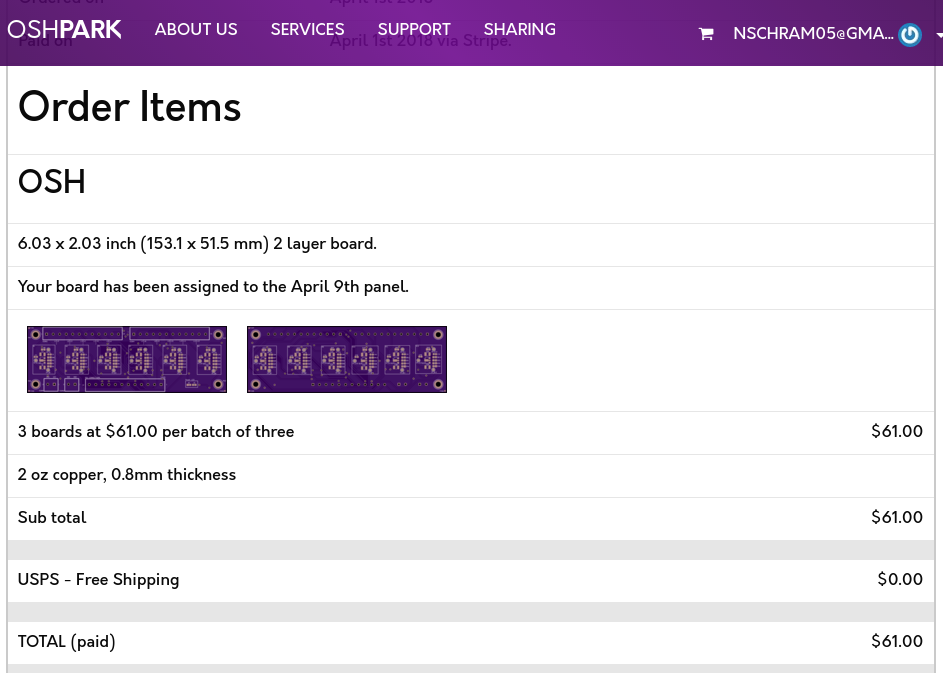 Ordered on April 1st 2018
OSHPARK ABOUT US SERVICES SUPPORT SHARING NSCHRAM05@GMA...
Paid on April 1st 2018 via Stripe.
Order Items
OSH
6.03 x 2.03 inch (153.1 x 51.5 mm) 2 layer board.
Your board has been assigned to the April 9th panel.
3 boards at $61.00 per batch of three $61.00
2 oz copper, 0.8mm thickness
Sub total $61.00
USPS - Free Shipping $0.00
TOTAL (paid) $61.00